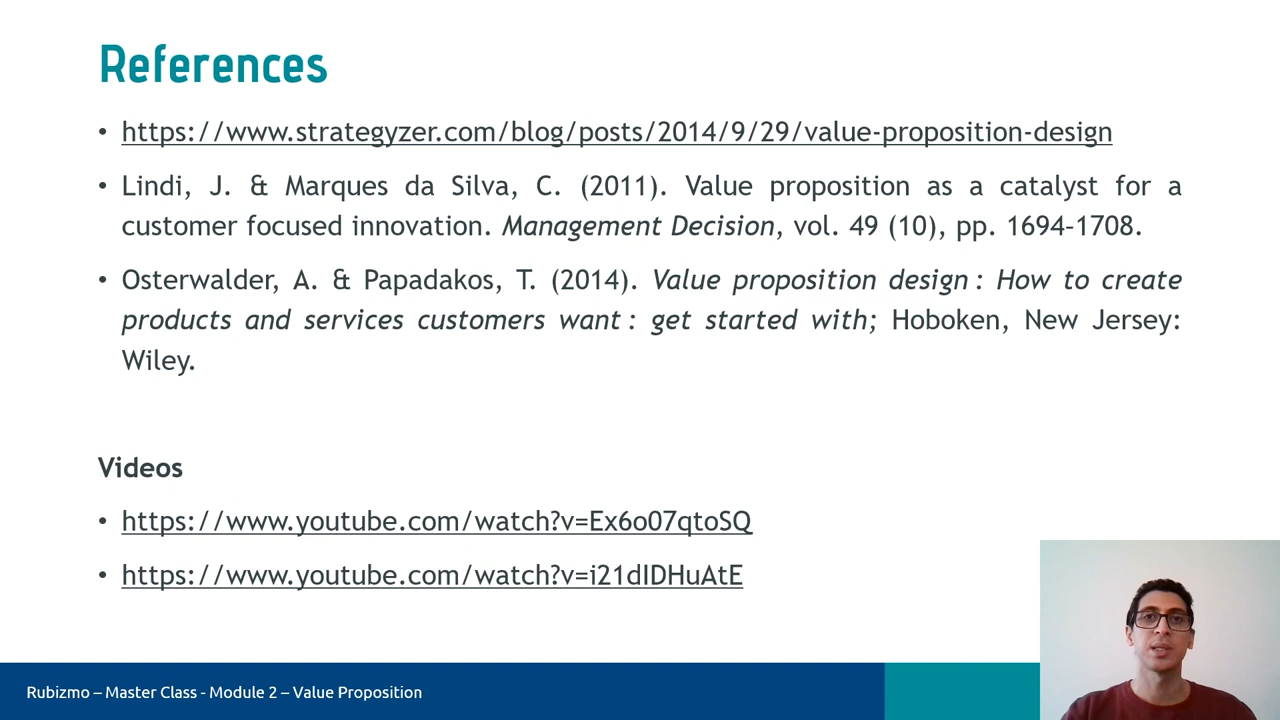 References
• https://www.strategyzer.com/blog/posts/2014/9/29/value-proposition-design
• Lindi, J. & Marques da Silva, C. (2011). Value proposition as a catalyst for a
customer focused innovation. Management Decision, vol. 49 (10), pp. 1694–1708.
• Osterwalder, A. & Papadakos, T. (2014). Value proposition design : How to create
products and services customers want : get started with; Hoboken, New Jersey:
Wiley.
Videos
• https://www.youtube.com/watch?v=Ex6o07qtoSQ
• https://www.youtube.com/watch?v=i21dIDHuAtE
Rubizmo – Master Class - Module 2 – Value Proposition